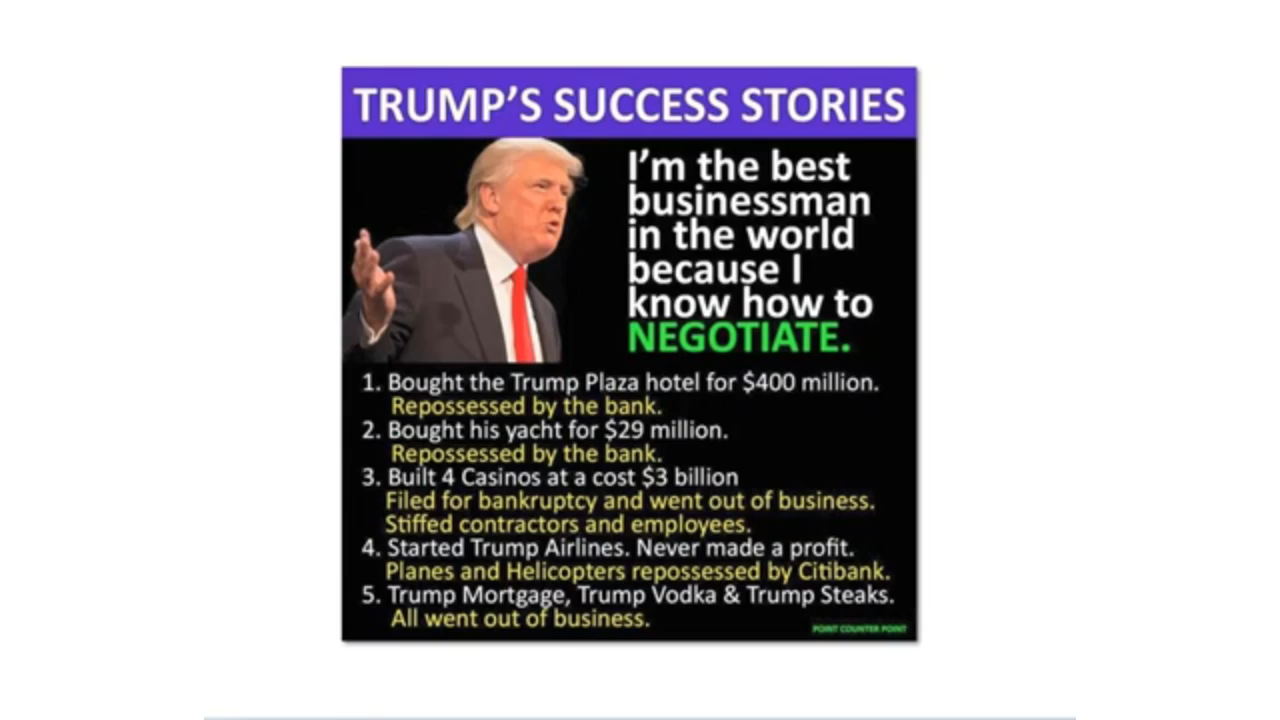 TRUMP'S SUCCESS STORIES
I'm the best
businessman
in the world
because I
know how to
NEGOTIATE.
1. Bought the Trump Plaza hotel for $400 million.
Repossessed by the bank.
2. Bought his yacht for $29 million.
Repossessed by the bank.
3. Built 4 Casinos at a cost $3 billion
Filed for bankruptcy and went out of business.
Stiffed contractors and employees.
4. Started Trump Airlines. Never made a profit.
Planes and Helicopters repossessed by Citibank.
5. Trump Mortgage, Trump Vodka & Trump Steaks.
All went out of business.
POINT COUNTER POINT